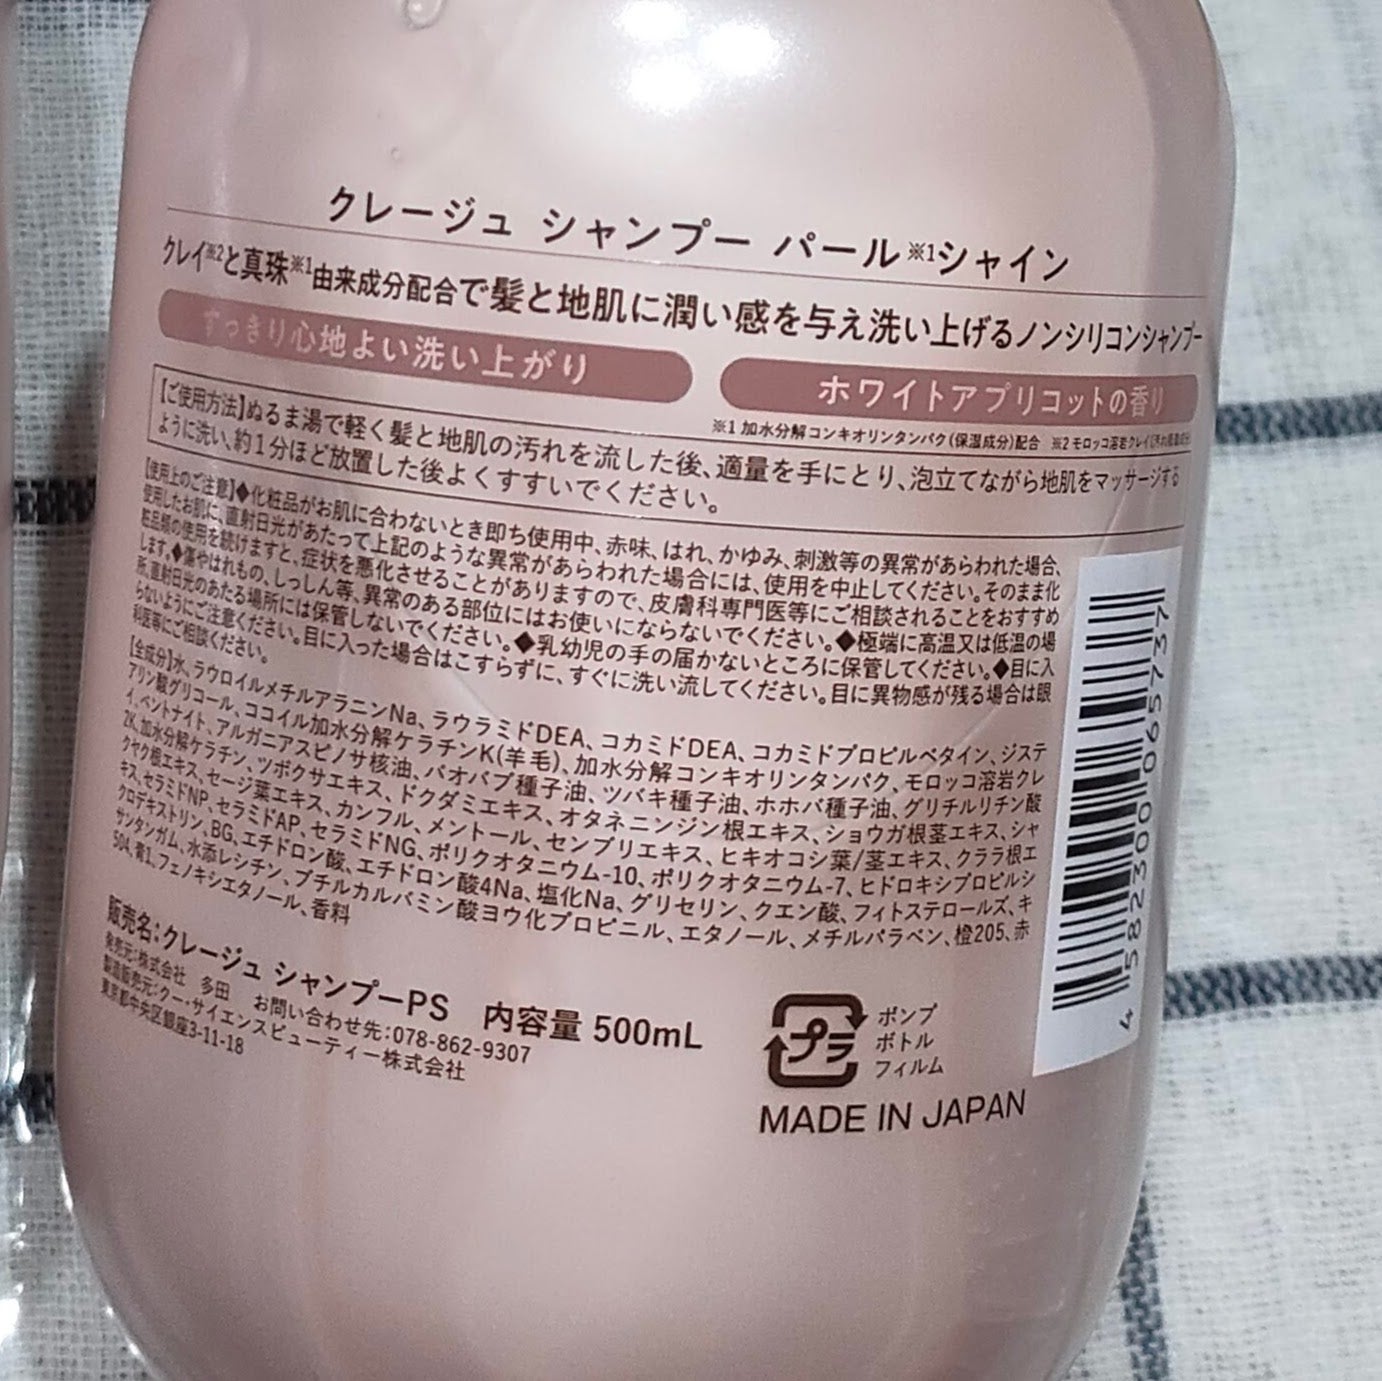 クレージュ シャンプー パール※1シャイン
クレイ※2と真珠※1由来成分配合で髪と地肌に潤い感を与え洗い上げるノンシリコンシャンプー
すっきり心地よい洗い上がり
ホワイトアプリコットの香り
※1 加水分解コンキオリンタンパク(保湿成分)配合 ※2 モロッコ溶岩クレイ
【ご使用方法】ぬるま湯で軽く髪と地肌の汚れを流した後、適量を手にとり、泡立てながら地肌をマッサージする
ように洗い、約1分ほど放置した後よくすすいでください。
【使用上のご注意】◆化粧品がお肌に合わないとき即ち使用中、赤味、はれ、かゆみ、刺激等の異常があらわれた場合、
使用したお肌に、直射日光があたって上記のような異常があらわれた場合には、使用を中止してください。そのまま化
粧品類の使用を続けますと、症状を悪化させることがありますので、皮膚科専門医等にご相談されることをおすすめ
します。◆傷やはれもの、しっしん等、異常のある部位にはお使いにならないでください。◆極端に高温又は低温の場
所、直射日光のあたる場所には保管しないでください。◆乳幼児の手の届かないところに保管してください。◆目に入
らないようにご注意ください。目に入った場合はこすらずに、すぐに洗い流してください。目に異物感が残る場合は眼
科医等にご相談ください。
【全成分】水、ラウロイルメチルアラニンNa、ラウラミドDEA、コカミドDEA、コカミドプロピルベタイン、ジステ
アリン酸グリコール、ココイル加水分解ケラチンK(羊毛)、加水分解コンキオリンタンパク、モロッコ溶岩クレ
イ、ベントナイト、アルガニアスピノサ核油、バオバブ種子油、ツバキ種子油、ホホバ種子油、グリチルリチン酸
2K、加水分解ケラチン、ツボクサエキス、ドクダミエキス、オタネニンジン根エキス、ショウガ根茎エキス、シャ
クヤク根エキス、セージ葉エキス、カンフル、メントール、センブリエキス、ヒキオコシ葉/茎エキス、クララ根エ
キス、セラミドNP、セラミドAP、セラミドNG、ポリクオタニウム-10、ポリクオタニウム-7、ヒドロキシプロピルシ
クロデキストリン、BG、エチドロン酸、エチドロン酸4Na、塩化Na、グリセリン、クエン酸、フィトステロールズ、キ
サンタンガム、水添レシチン、ブチルカルバミン酸ヨウ化プロピニル、エタノール、メチルパラベン、橙205、赤
504、青1、フェノキシエタノール、香料
販売名：クレージュ シャンプーPS 内容量 500mL
発売元：株式会社 多田 お問い合わせ先：078-862-9307
製造販売元：クー・サイエンスビューティー株式会社
東京都中央区銀座3-11-18
プラ
ポンプ
ボトル
フィルム
MADE IN JAPAN
4 582300 065737